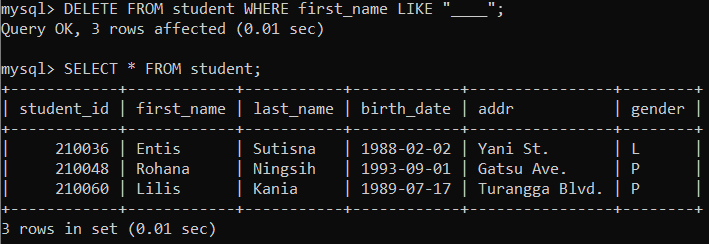 mysql> DELETE FROM student WHERE first_name LIKE "____";
Query OK, 3 rows affected (0.01 sec)
mysql> SELECT * FROM student;
+------------+------------+-----------+------------+----------------+--------+
| student_id | first_name | last_name | birth_date | addr           | gender |
+------------+------------+-----------+------------+----------------+--------+
|     210036 | Entis      | Sutisna   | 1988-02-02 | Yani St.       | L      |
|     210048 | Rohana     | Ningsih   | 1993-09-01 | Gatsu Ave.     | P      |
|     210060 | Lilis      | Kania     | 1989-07-17 | Turangga Blvd. | P      |
+------------+------------+-----------+------------+----------------+--------+
3 rows in set (0.01 sec)